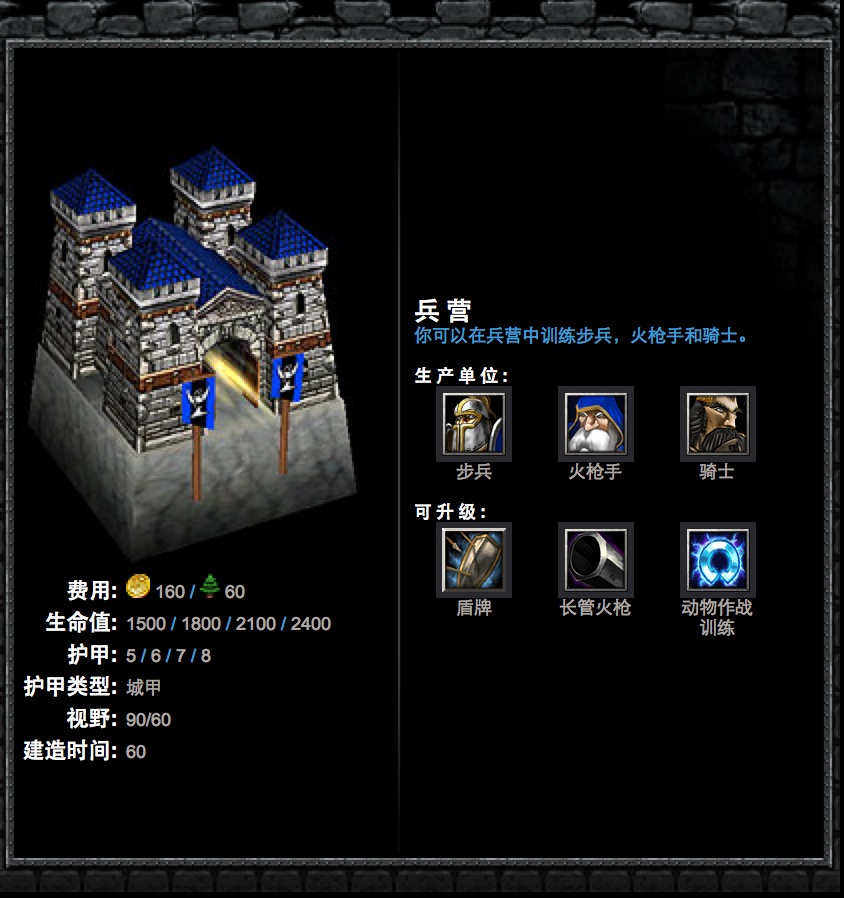 兵营
你可以在兵营中训练步兵，火枪手和骑士。
生产单位:
步兵
火枪手
骑士
可升级:
盾牌
长管火枪
动物作战
训练
费用: 160 / 60
生命值: 1500 / 1800 / 2100 / 2400
护甲: 5 / 6 / 7 / 8
护甲类型: 城甲
视野: 90/60
建造时间: 60